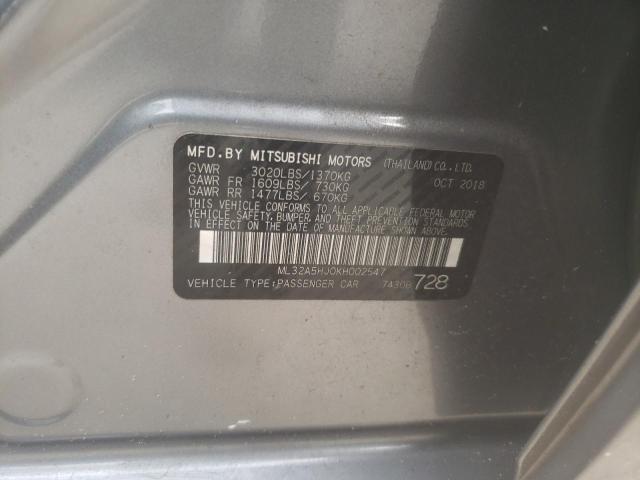 MFD.BY MITSUBISHI MOTORS (THAILAND) CO., LTD.
GVWR 3020LBS/1370KG OCT 2018
GAWR FR 1609LBS/ 730KG
GAWR RR 1477LBS/ 670KG
THIS VEHICLE CONFORMS TO ALL APPLICABLE FEDERAL MOTOR
VEHICLE SAFETY, BUMPER, AND THEFT PREVENTION STANDARDS
IN EFFECT ON THE DATE OF MANUFACTURE SHOWN ABOVE.
ML32A5HJ0KH002547
VEHICLE TYPE:PASSENGER CAR 7430B 728